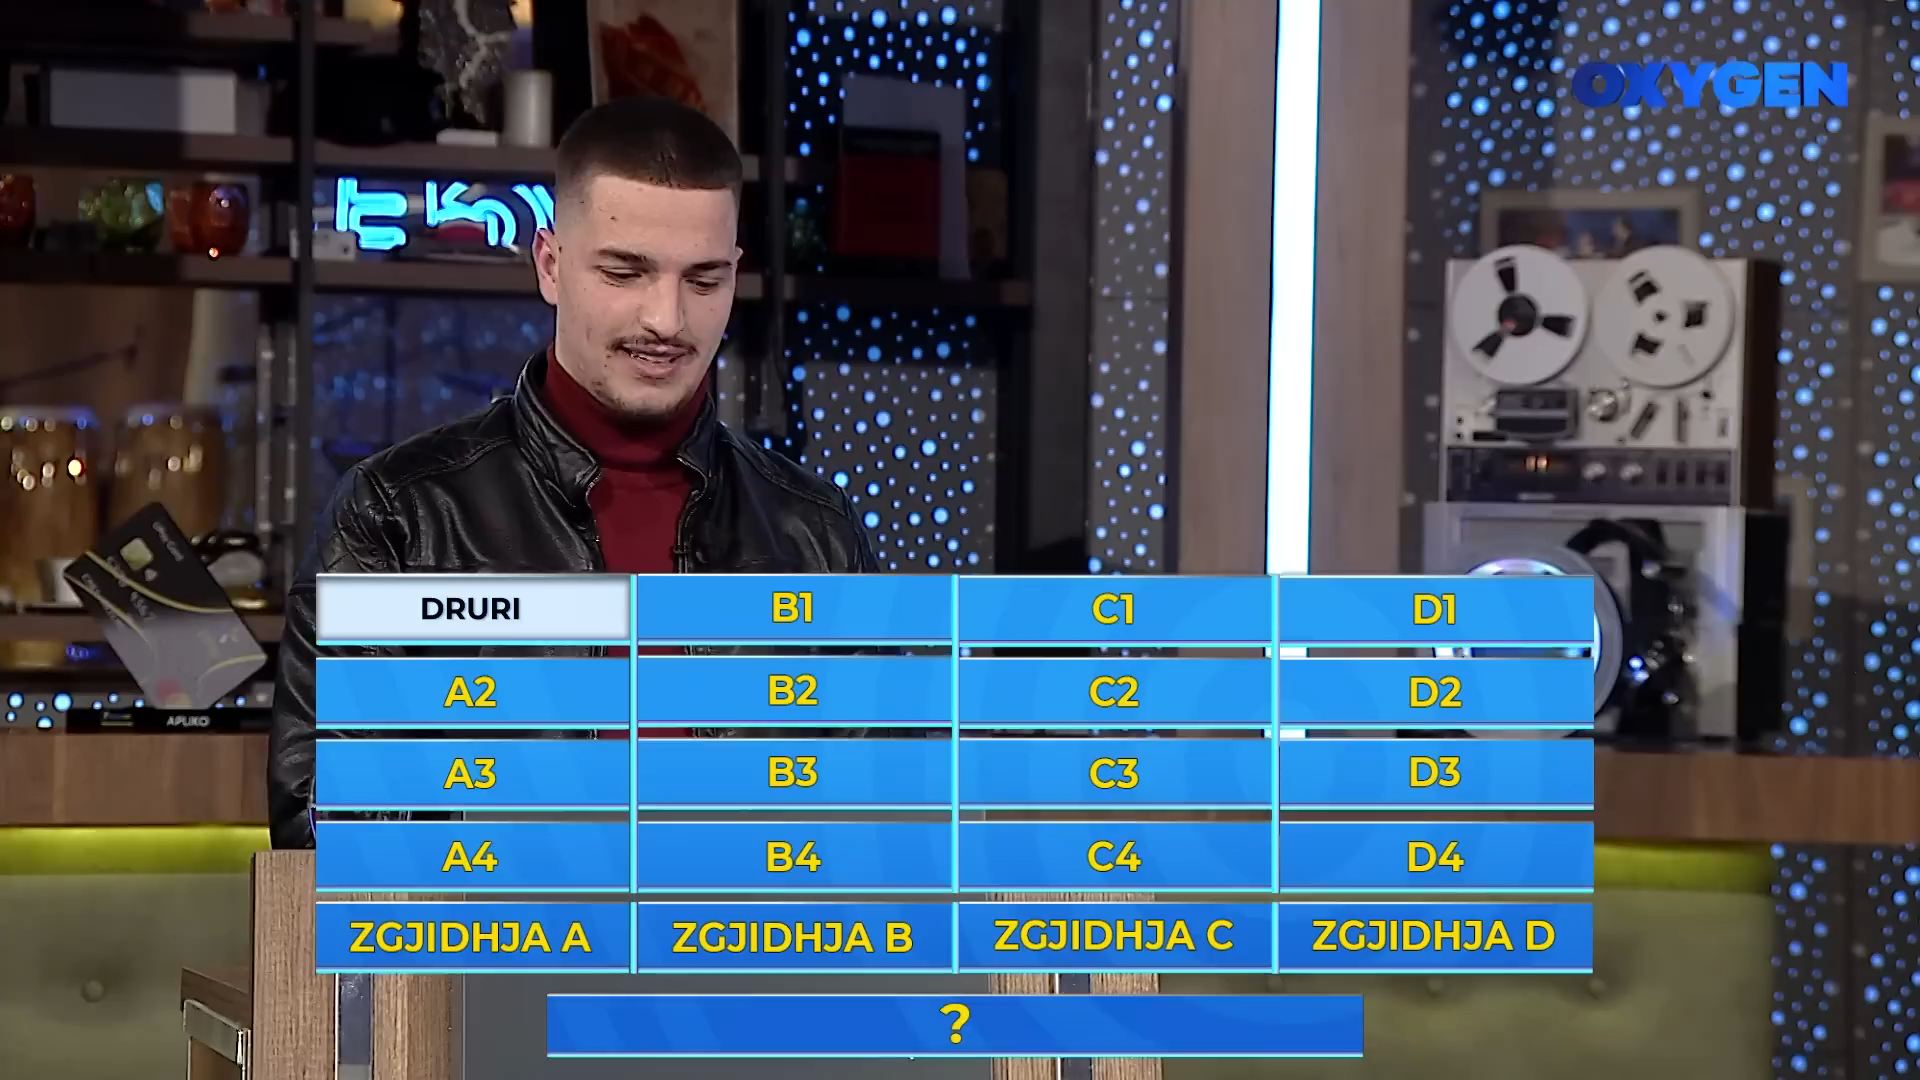 OXYGEN
DRURI B1 C1 D1
A2 B2 C2 D2
A3 B3 C3 D3
APLIKO
A4 B4 C4 D4
ZGJIDHJA A ZGJIDHJA B ZGJIDHJA C ZGJIDHJA D
?